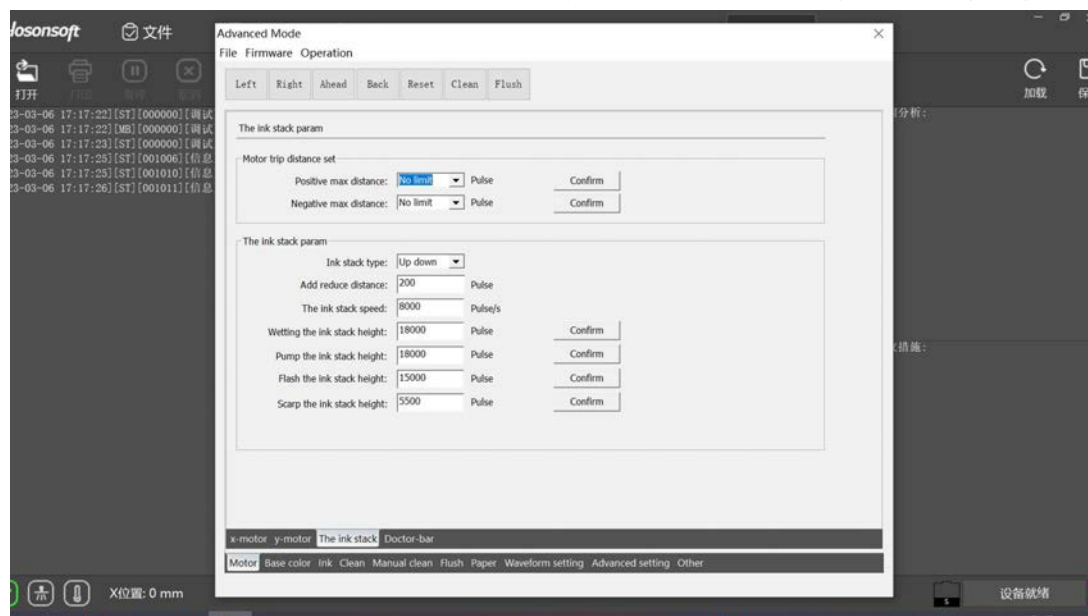 losonsoft 文件
Advanced Mode
File Firmware Operation
Left Right Ahead Back Reset Clean Flush
打开
加载
保
The ink stack param
3-03-06 17:17:22][ST][000000][调试
3-03-06 17:17:22][MB][000000][调试
3-03-06 17:17:23][ST][000000][调试
3-03-06 17:17:25][ST][001006][信息
3-03-06 17:17:25][ST][001010][信息
3-03-06 17:17:26][ST][001011][信息
分析:
Motor trip distance set
Positive max distance: No limit Pulse Confirm
Negative max distance: No limit Pulse Confirm
The ink stack param
Ink stack type: Up down
Add reduce distance: 200 Pulse
The ink stack speed: 8000 Pulse/s
Wetting the ink stack height: 18000 Pulse Confirm
Pump the ink stack height: 18000 Pulse Confirm
Flash the ink stack height: 15000 Pulse Confirm
Scarp the ink stack height: 5500 Pulse Confirm
措施:
x-motor y-motor The ink stack Doctor-bar
Motor Base color Ink Clean Manual clean Flush Paper Waveform setting Advanced setting Other
X位置: 0 mm
S
设备就绪